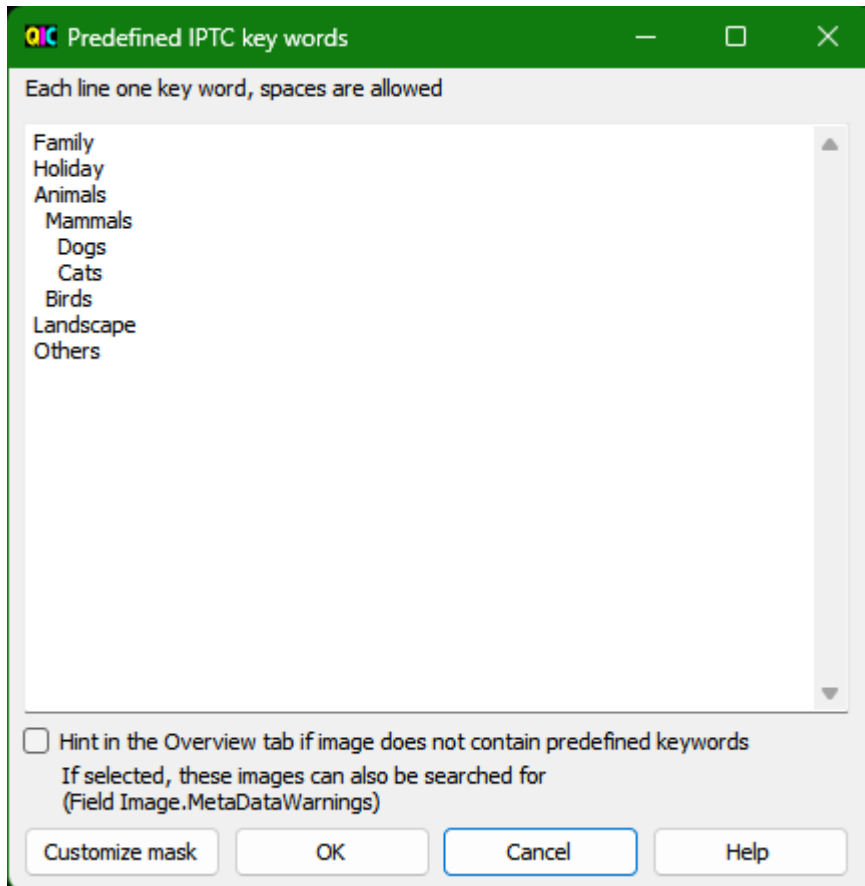 QIC Predefined IPTC key words
Each line one key word, spaces are allowed
Family
Holiday
Animals
Mammals
Dogs
Cats
Birds
Landscape
Others
Hint in the Overview tab if image does not contain predefined keywords
If selected, these images can also be searched for
(Field Image.MetaDataWarnings)
Customize mask OK Cancel Help